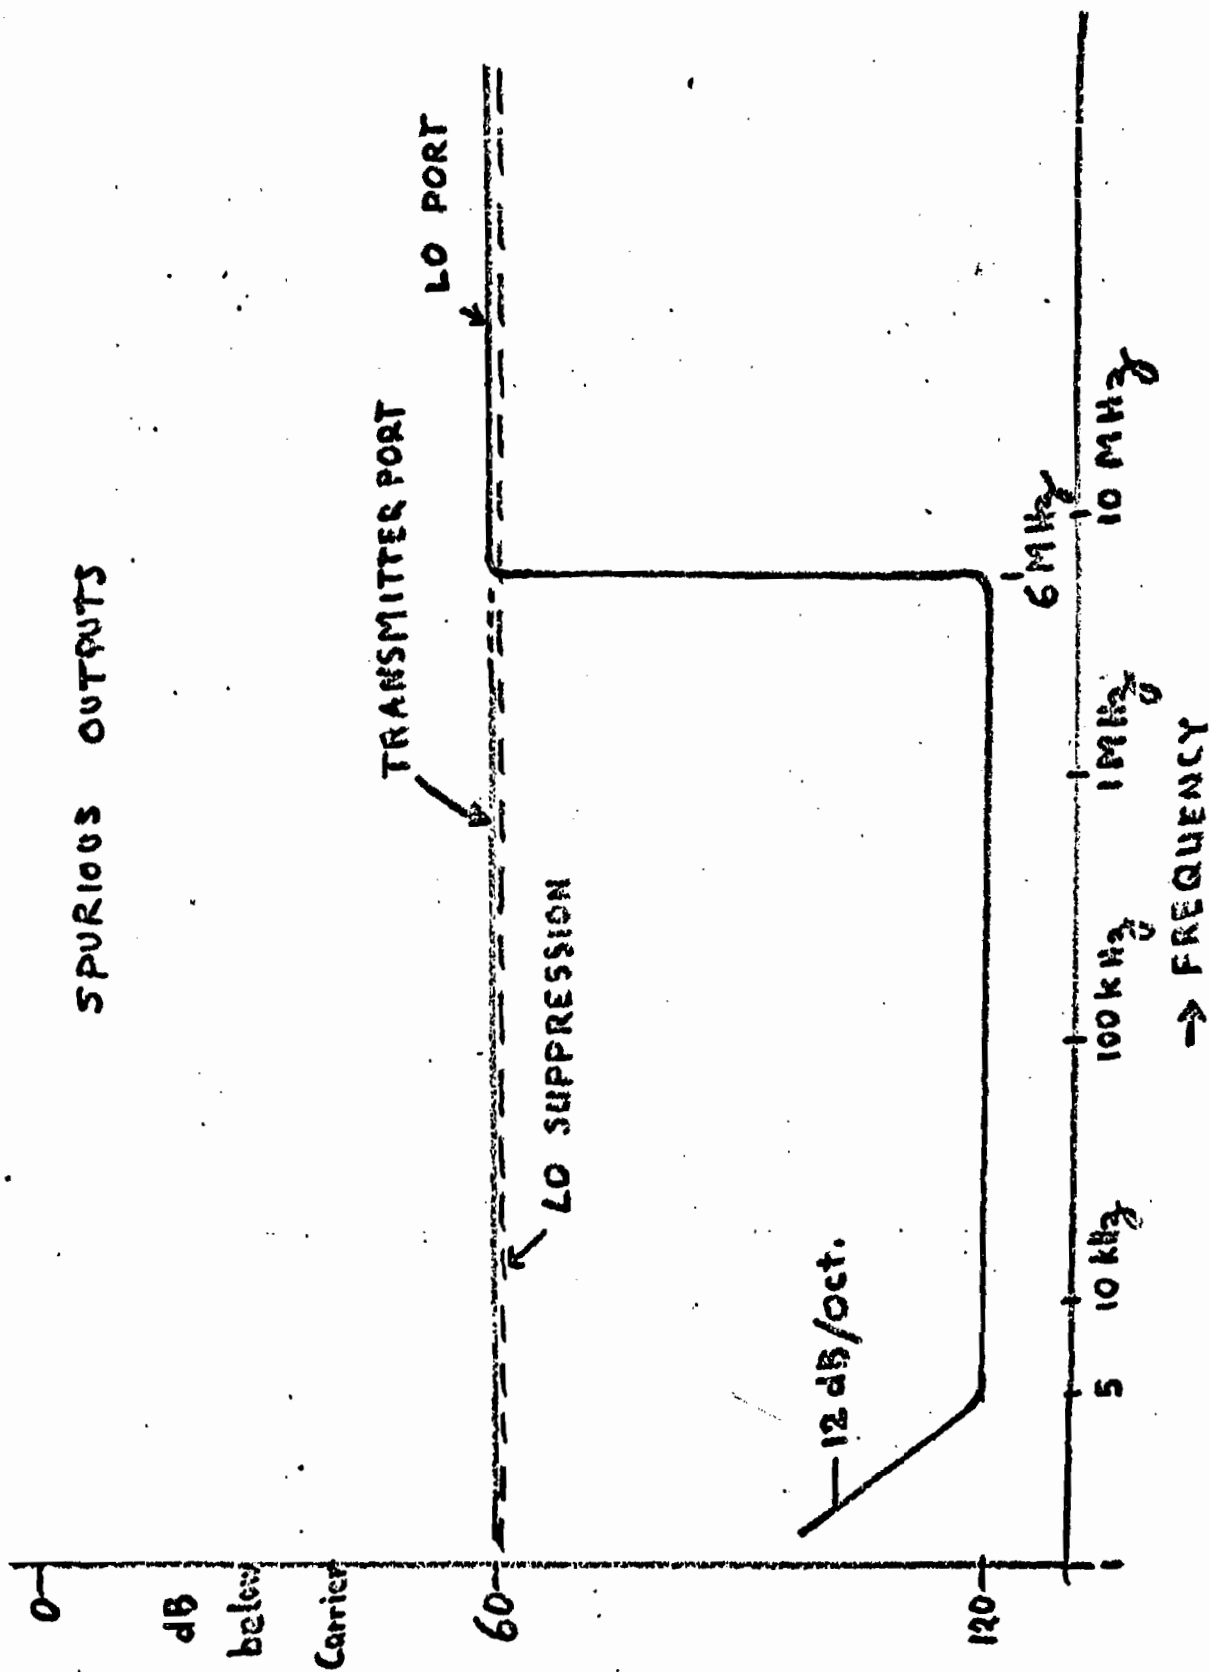 SPURIOUS OUTPUTS
0
dB
below
Carrier
60
120
TRANSMITTER PORT
LO PORT
LO SUPPRESSION
12 dB/oct.
6 MHz
1
5
10 kHz
100 kHz
1 MHz
10 MHz
→ FREQUENCY